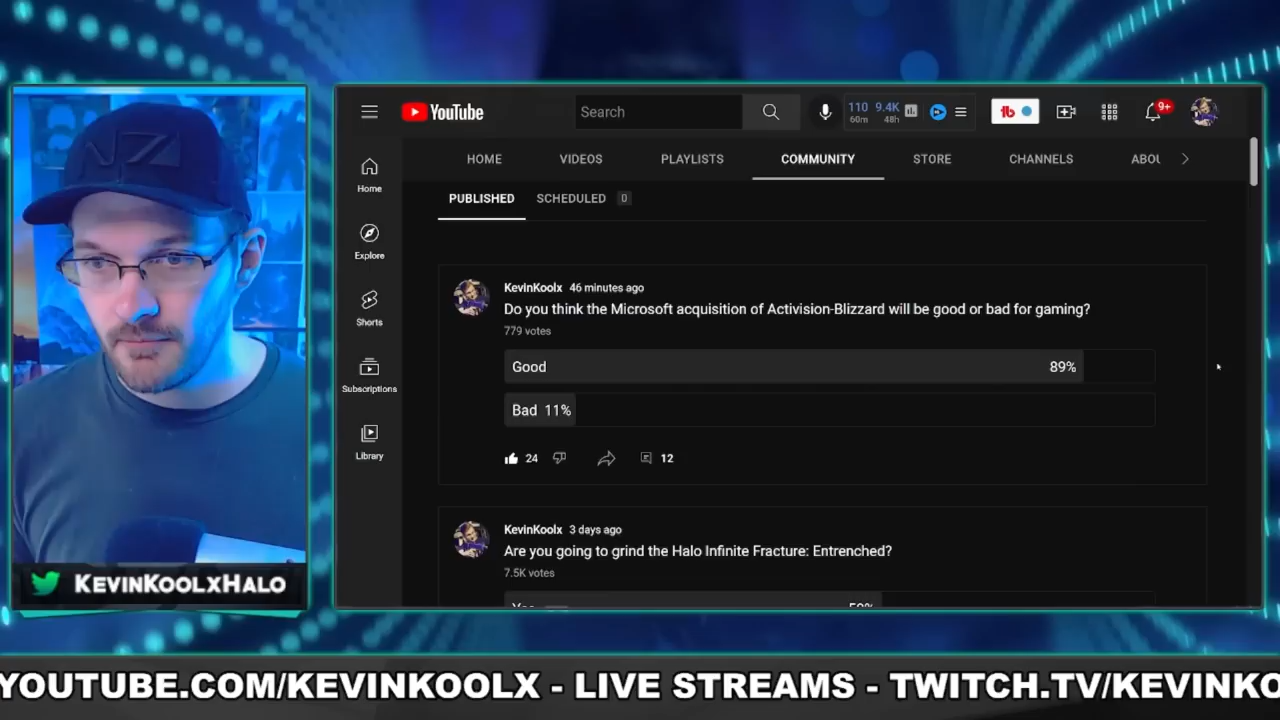 YouTube
Search
110 9.4K
60m 48h
9+
HOME VIDEOS PLAYLISTS COMMUNITY STORE CHANNELS
Home
Explore
Shorts
Subscriptions
Library
PUBLISHED SCHEDULED 0
KevinKoolx 46 minutes ago
Do you think the Microsoft acquisition of Activision-Blizzard will be good or bad for gaming?
779 votes
Good 89%
Bad 11%
24 12
KevinKoolx 3 days ago
Are you going to grind the Halo Infinite Fracture: Entrenched?
7.5K votes
KEVINKOOLXHALO
YOUTUBE.COM/KEVINKOOLX - LIVE STREAMS - TWITCH.TV/KEVINKO